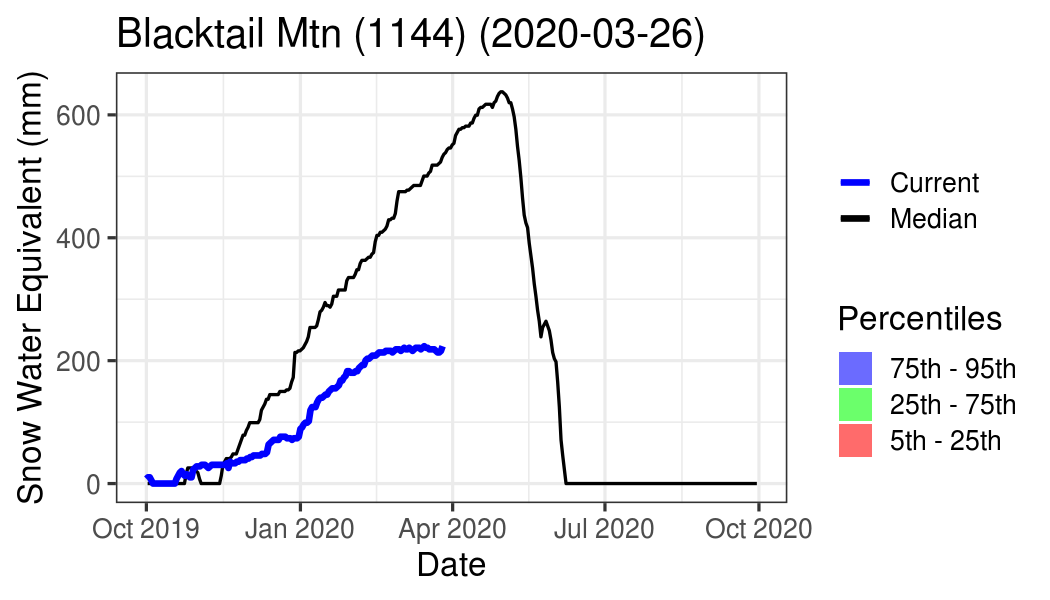 Blacktail Mtn (1144) (2020-03-26)
Snow Water Equivalent (mm)
600
400
200
0
Oct 2019
Jan 2020
Apr 2020
Jul 2020
Oct 2020
Date
Current
Median
Percentiles
75th - 95th
25th - 75th
5th - 25th